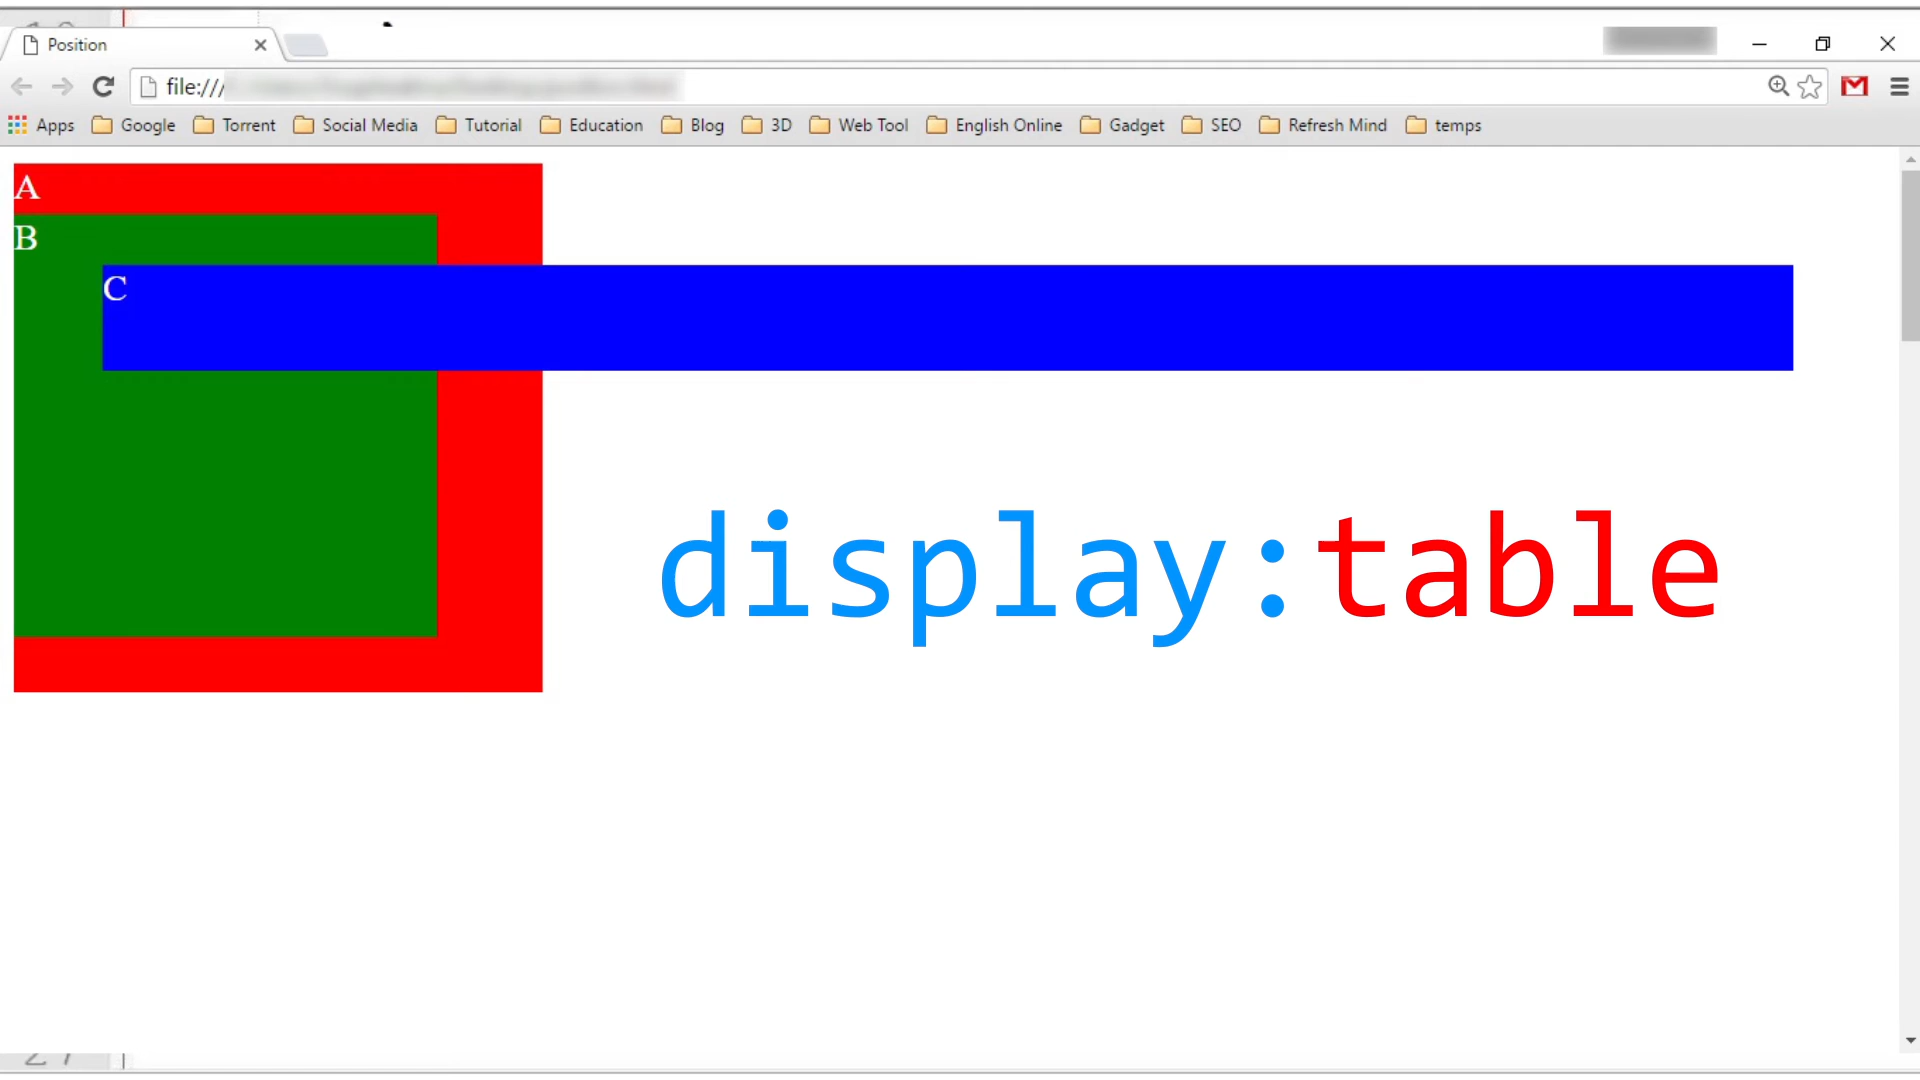 Position
file:///
Apps Google Torrent Social Media Tutorial Education Blog 3D Web Tool English Online Gadget SEO Refresh Mind temps
A
B
C
display:table